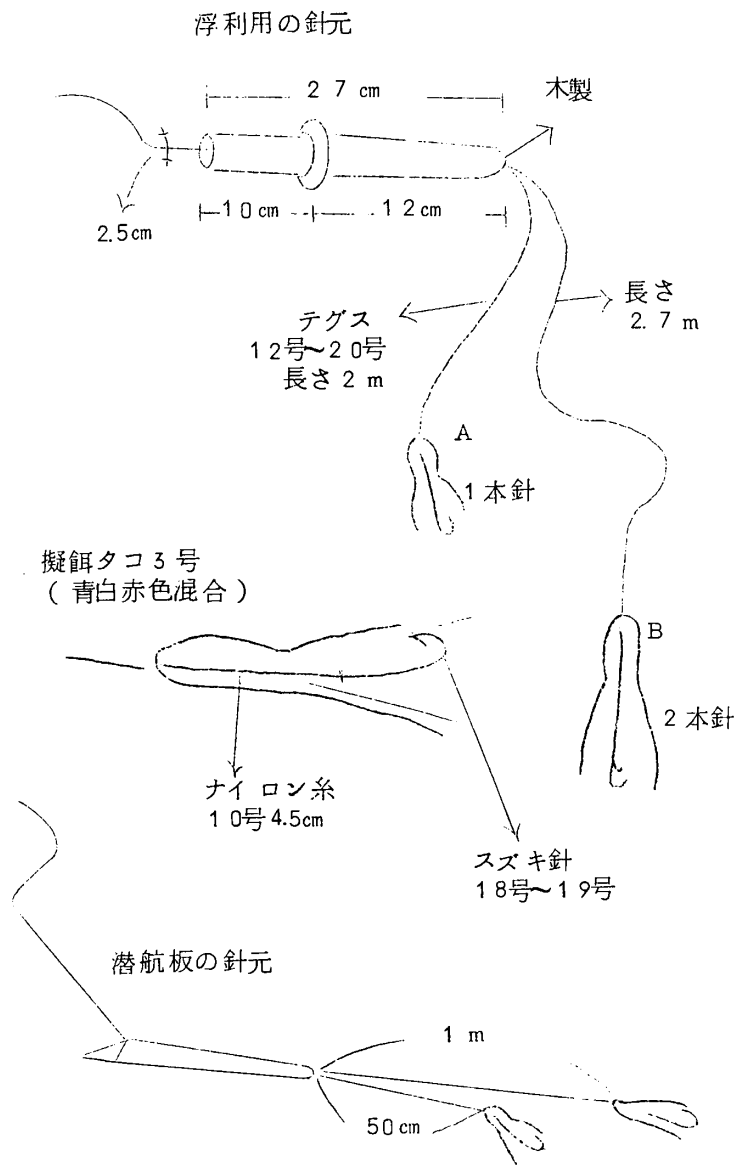 浮利用の針元
27cm
木製
10cm
12cm
2.5cm
長さ
2.7m
テグス
12号〜20号
長さ2m
A
1本針
擬餌タコ3号
(青白赤色混合)
B
2本針
ナイロン糸
10号4.5cm
スズキ針
18号〜19号
潜航板の針元
1m
50cm